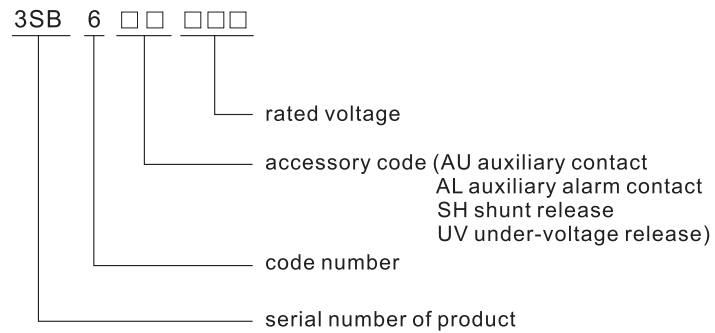 3SB 6 □□ □□□
rated voltage
accessory code (AU auxiliary contact
AL auxiliary alarm contact
SH shunt release
UV under-voltage release)
code number
serial number of product